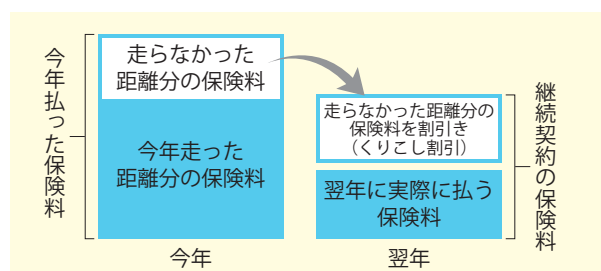 今年払った保険料
走らなかった
距離分の保険料
今年走った
距離分の保険料
今年
走らなかった距離分の
保険料を割引き
（くりこし割引）
翌年に実際に払う
保険料
翌年
継続契約の保険料